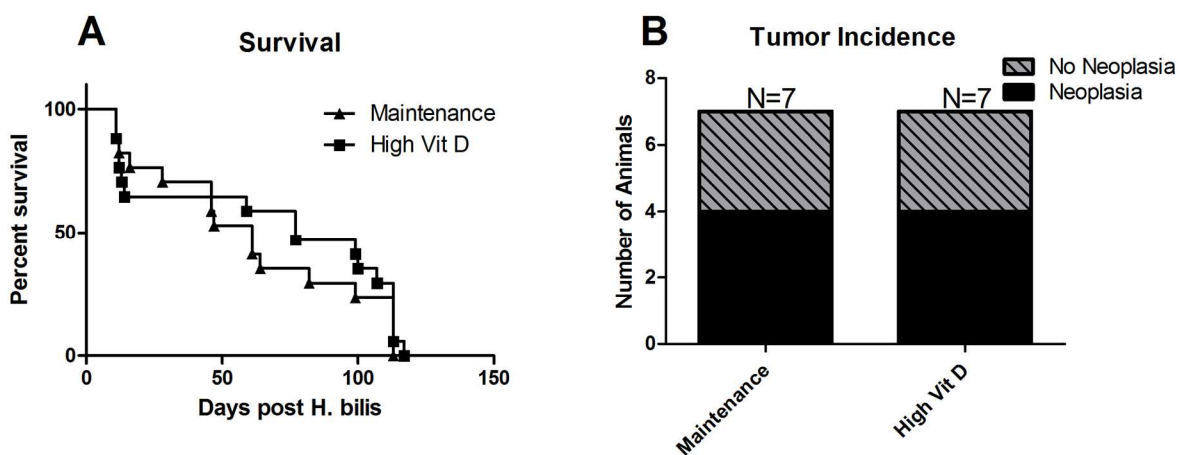 A
Survival
Maintenance
High Vit D
Percent survival
100
50
0
0 50 100 150
Days post H. bilis
B
Tumor Incidence
No Neoplasia
Neoplasia
Number of Animals
8
6
4
2
0
N=7 N=7
Maintenance
High Vit D